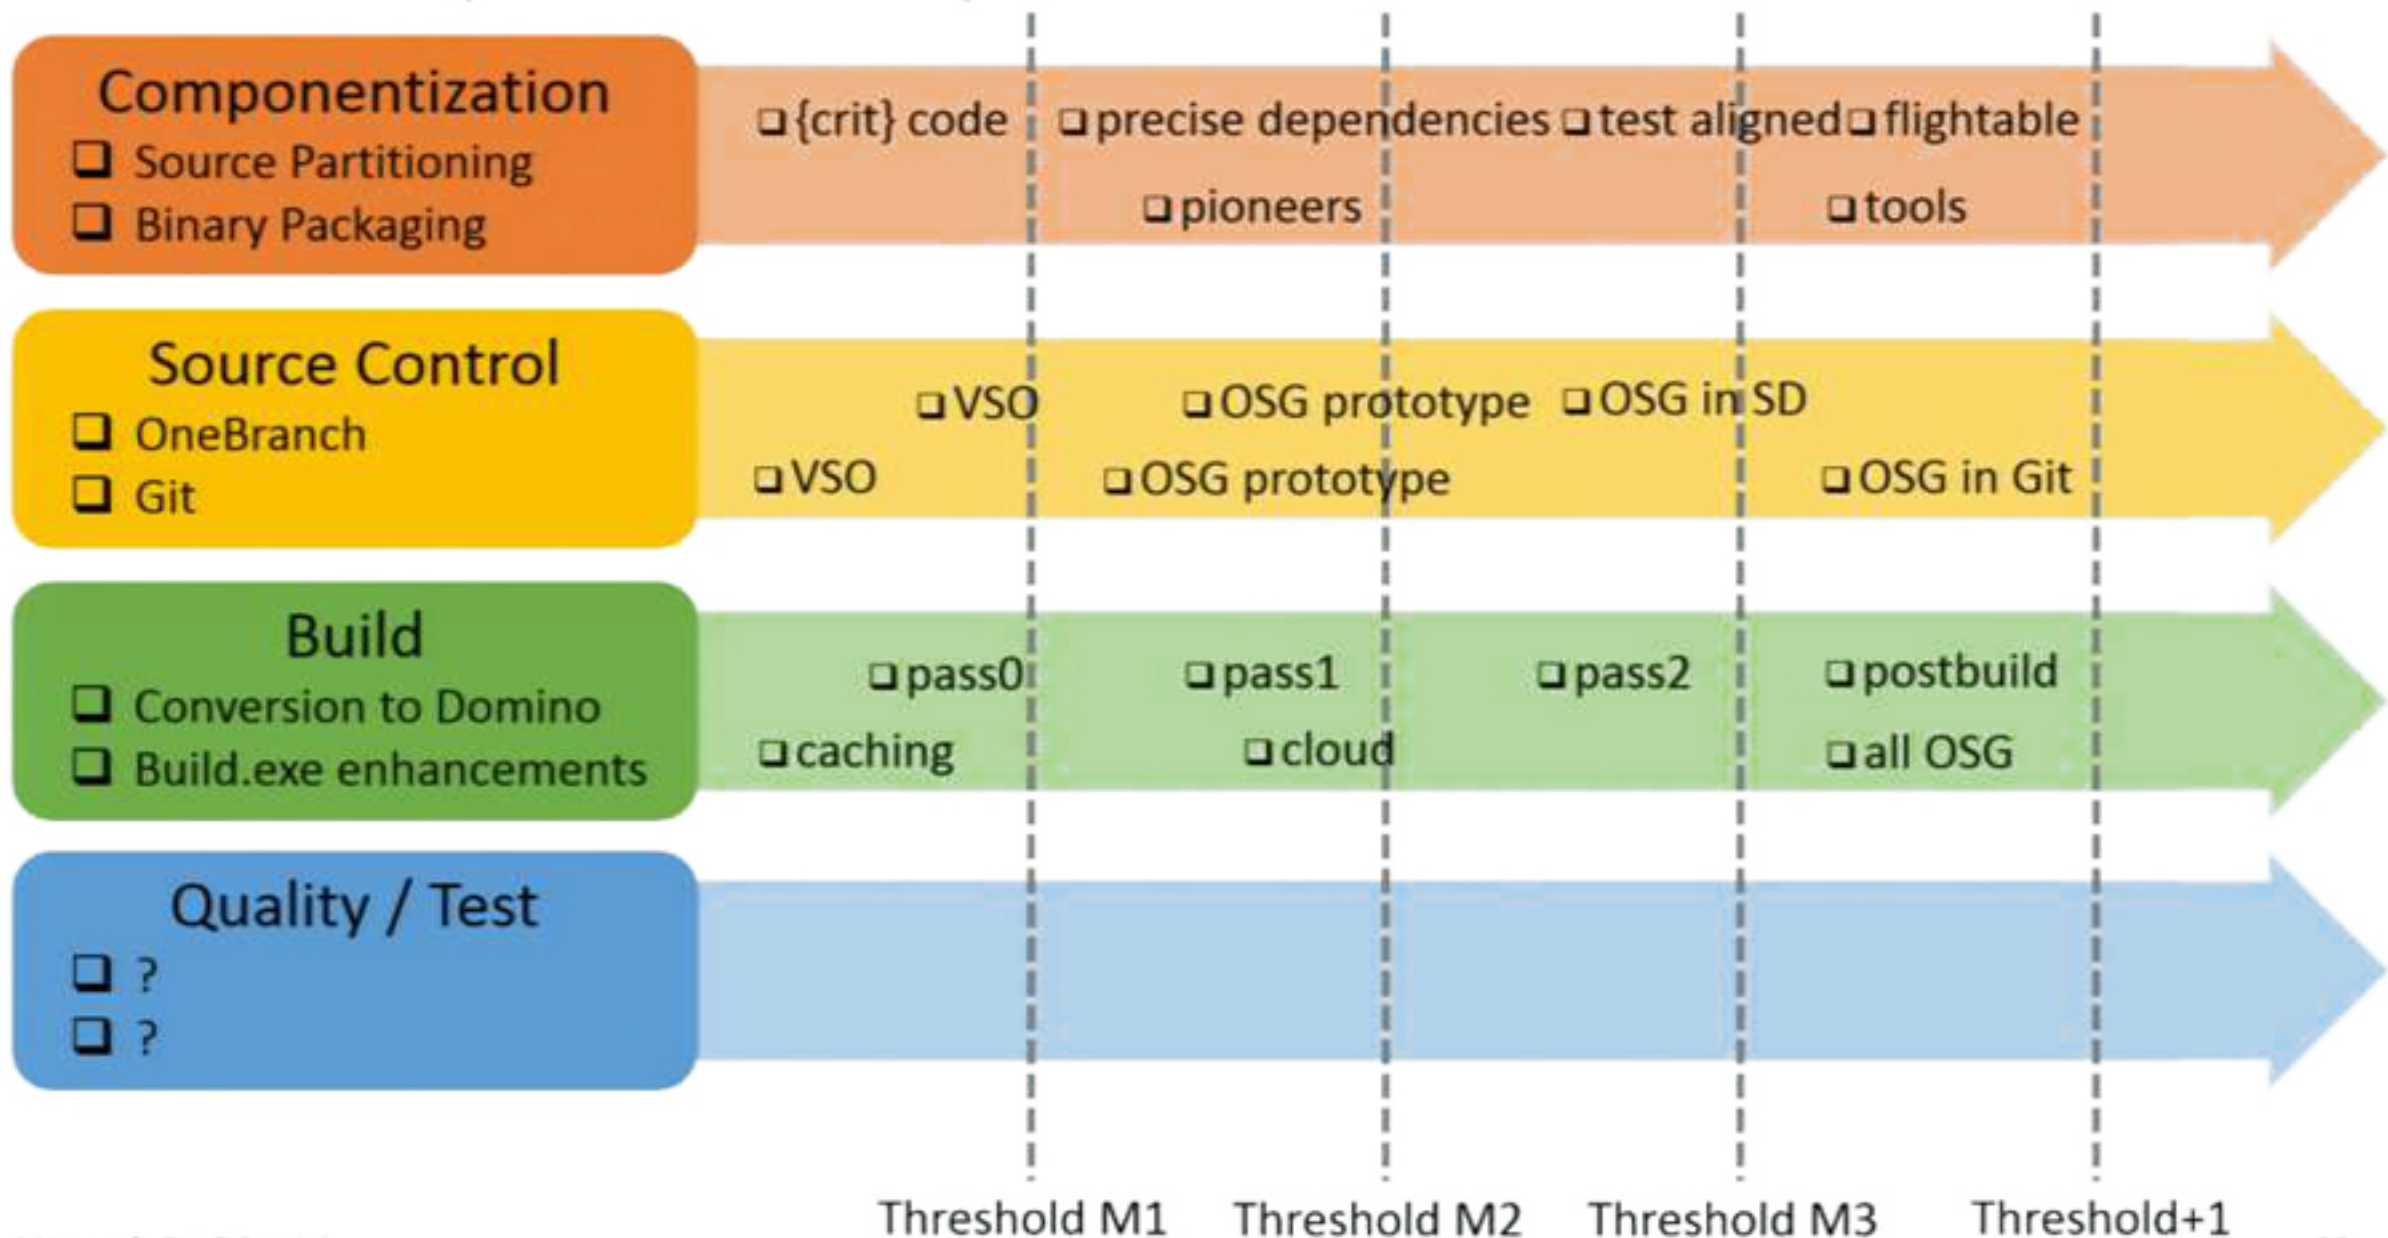 Componentization
Source Partitioning
Binary Packaging
{crit} code
precise dependencies
test aligned
flightable
pioneers
tools
Source Control
OneBranch
Git
VSO
OSG prototype
OSG in SD
VSO
OSG prototype
OSG in Git
Build
Conversion to Domino
Build.exe enhancements
pass0
pass1
pass2
postbuild
caching
cloud
all OSG
Quality / Test
?
?
Threshold M1
Threshold M2
Threshold M3
Threshold+1